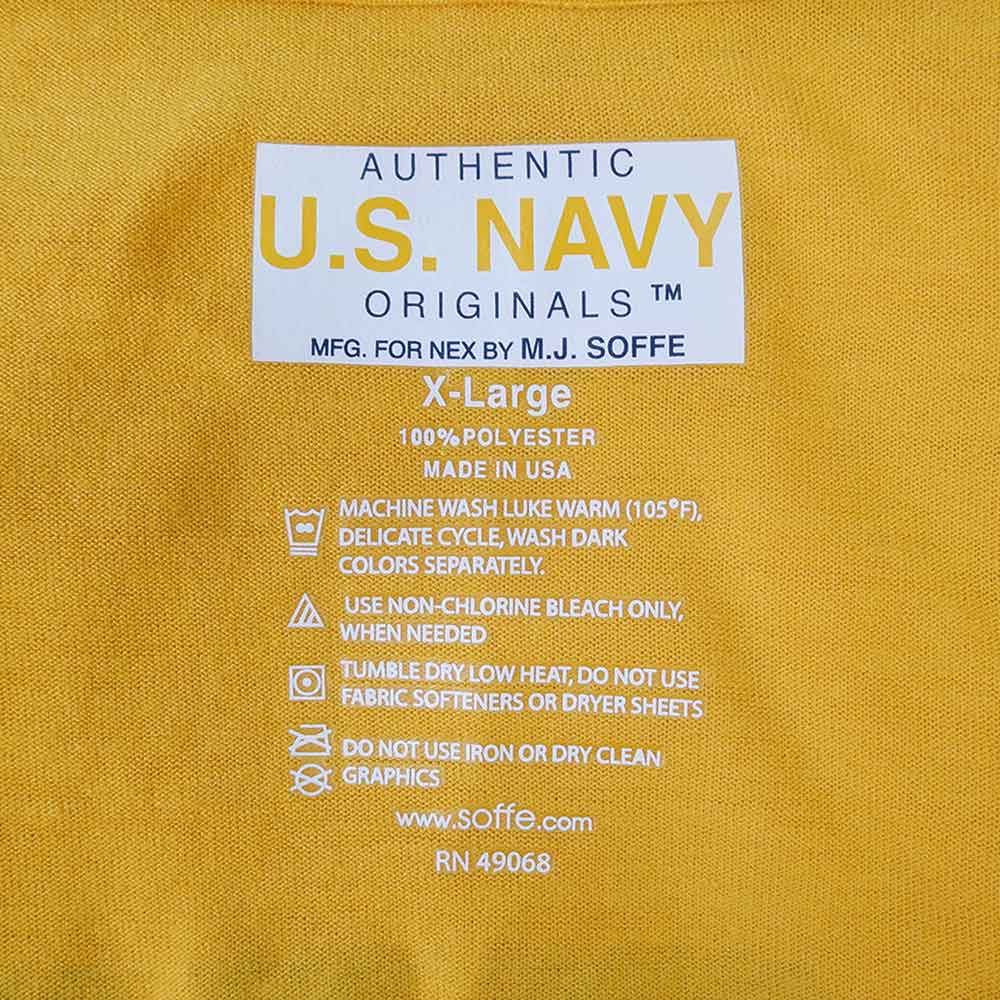 AUTHENTIC
U.S. NAVY
ORIGINALS ™
MFG. FOR NEX BY M.J. SOFFE
X-Large
100% POLYESTER
MADE IN USA
MACHINE WASH LUKE WARM (105°F),
DELICATE CYCLE, WASH DARK
COLORS SEPARATELY.
USE NON-CHLORINE BLEACH ONLY,
WHEN NEEDED
TUMBLE DRY LOW HEAT, DO NOT USE
FABRIC SOFTENERS OR DRYER SHEETS
DO NOT USE IRON OR DRY CLEAN
GRAPHICS
www.soffe.com
RN 49068